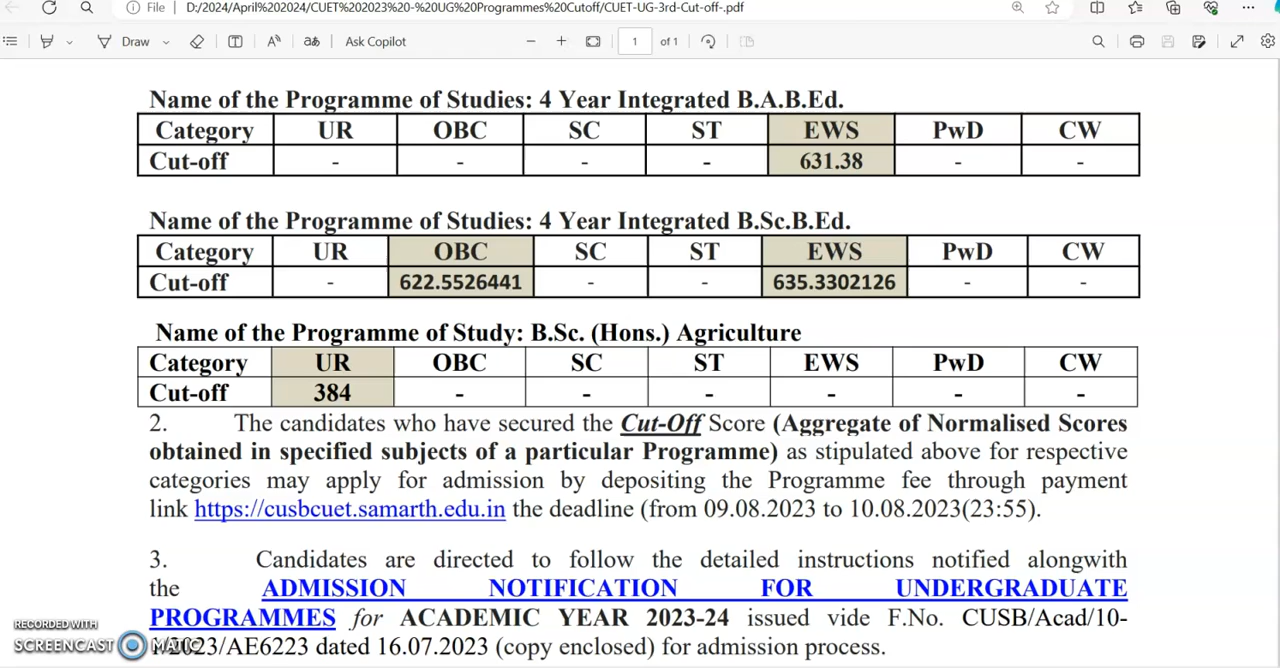 File D:/2024/April%202024/CUET%202023%20-%20UG%20Programmes%20Cutoff/CUET-UG-3rd-Cut-off-.pdf
Draw Ask Copilot 1 of 1
Name of the Programme of Studies: 4 Year Integrated B.A.B.Ed.
Category UR OBC SC ST EWS PwD CW
Cut-off - - - - 631.38 - -
Name of the Programme of Studies: 4 Year Integrated B.Sc.B.Ed.
Category UR OBC SC ST EWS PwD CW
Cut-off - 622.5526441 - - 635.3302126 - -
Name of the Programme of Study: B.Sc. (Hons.) Agriculture
Category UR OBC SC ST EWS PwD CW
Cut-off 384 - - - - - -
2. The candidates who have secured the Cut-Off Score (Aggregate of Normalised Scores
obtained in specified subjects of a particular Programme) as stipulated above for respective
categories may apply for admission by depositing the Programme fee through payment
link https://cusbcuet.samarth.edu.in the deadline (from 09.08.2023 to 10.08.2023(23:55).
3. Candidates are directed to follow the detailed instructions notified alongwith
the ADMISSION NOTIFICATION FOR UNDERGRADUATE
PROGRAMMES for ACADEMIC YEAR 2023-24 issued vide F.No. CUSB/Acad/10-
1/2023/AE6223 dated 16.07.2023 (copy enclosed) for admission process.
RECORDED WITH
SCREENCAST MATIC